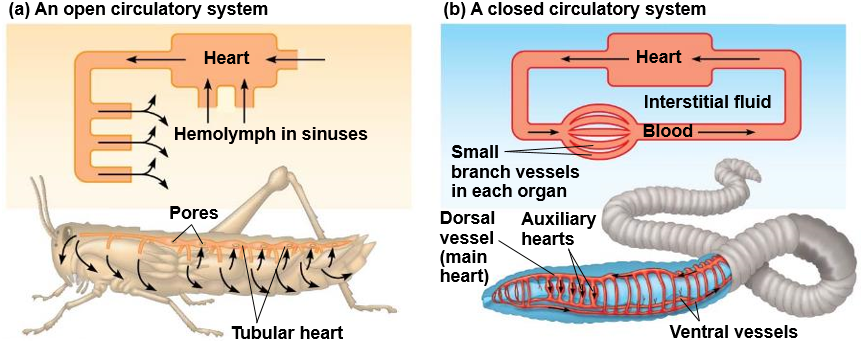 (a) An open circulatory system
Heart
Hemolymph in sinuses
Pores
Tubular heart
(b) A closed circulatory system
Heart
Interstitial fluid
Blood
Small
branch vessels
in each organ
Dorsal
vessel
(main
heart)
Auxiliary
hearts
Ventral vessels